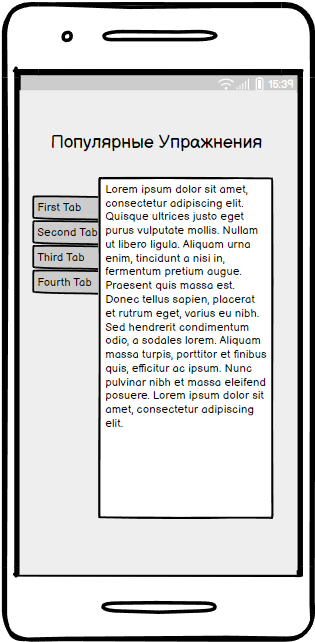 15:39
Популярные Упражнения
First Tab
Second Tab
Third Tab
Fourth Tab
Lorem ipsum dolor sit amet,
consectetur adipiscing elit.
Quisque ultrices justo eget
purus vulputate mollis. Nullam
ut libero ligula. Aliquam urna
enim, tincidunt a nisi in,
fermentum pretium augue.
Praesent quis massa est.
Donec tellus sapien, placerat
et rutrum eget, varius eu nibh.
Sed hendrerit condimentum
odio, a sodales lorem. Aliquam
massa turpis, porttitor et finibus
quis, efficitur ac ipsum. Nunc
pulvinar nibh et massa eleifend
posuere. Lorem ipsum dolor sit
amet, consectetur adipiscing
elit.